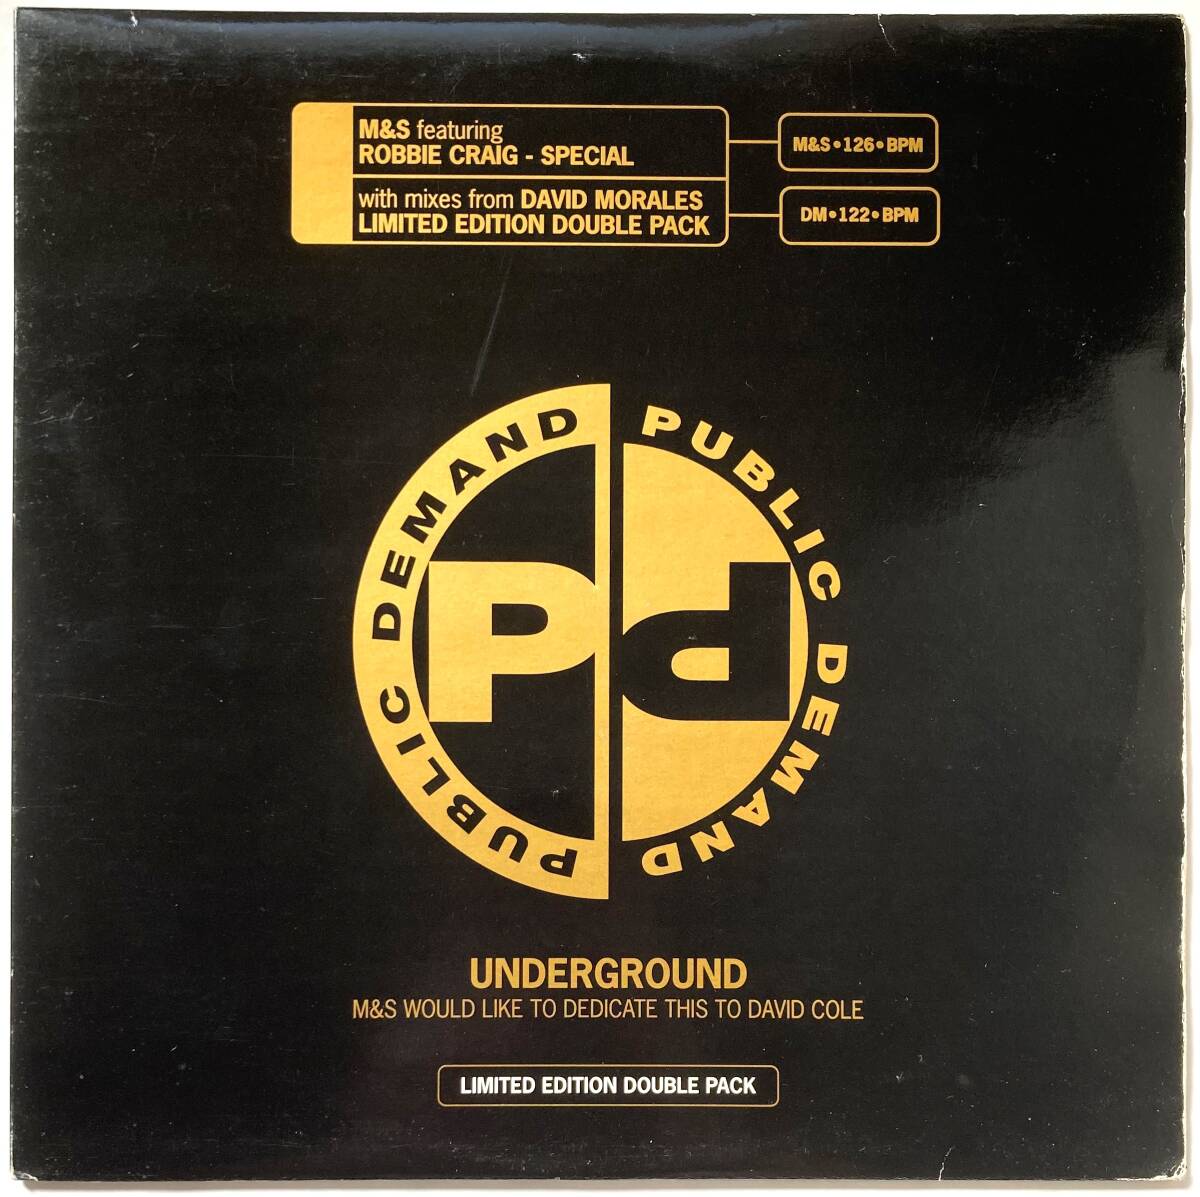 M&S featuring
ROBBIE CRAIG - SPECIAL
with mixes from DAVID MORALES
LIMITED EDITION DOUBLE PACK
M&S•126•BPM
DM•122•BPM
PUBLIC DEMAND
PUBLIC DEMAND
Pd
UNDERGROUND
M&S WOULD LIKE TO DEDICATE THIS TO DAVID COLE
LIMITED EDITION DOUBLE PACK